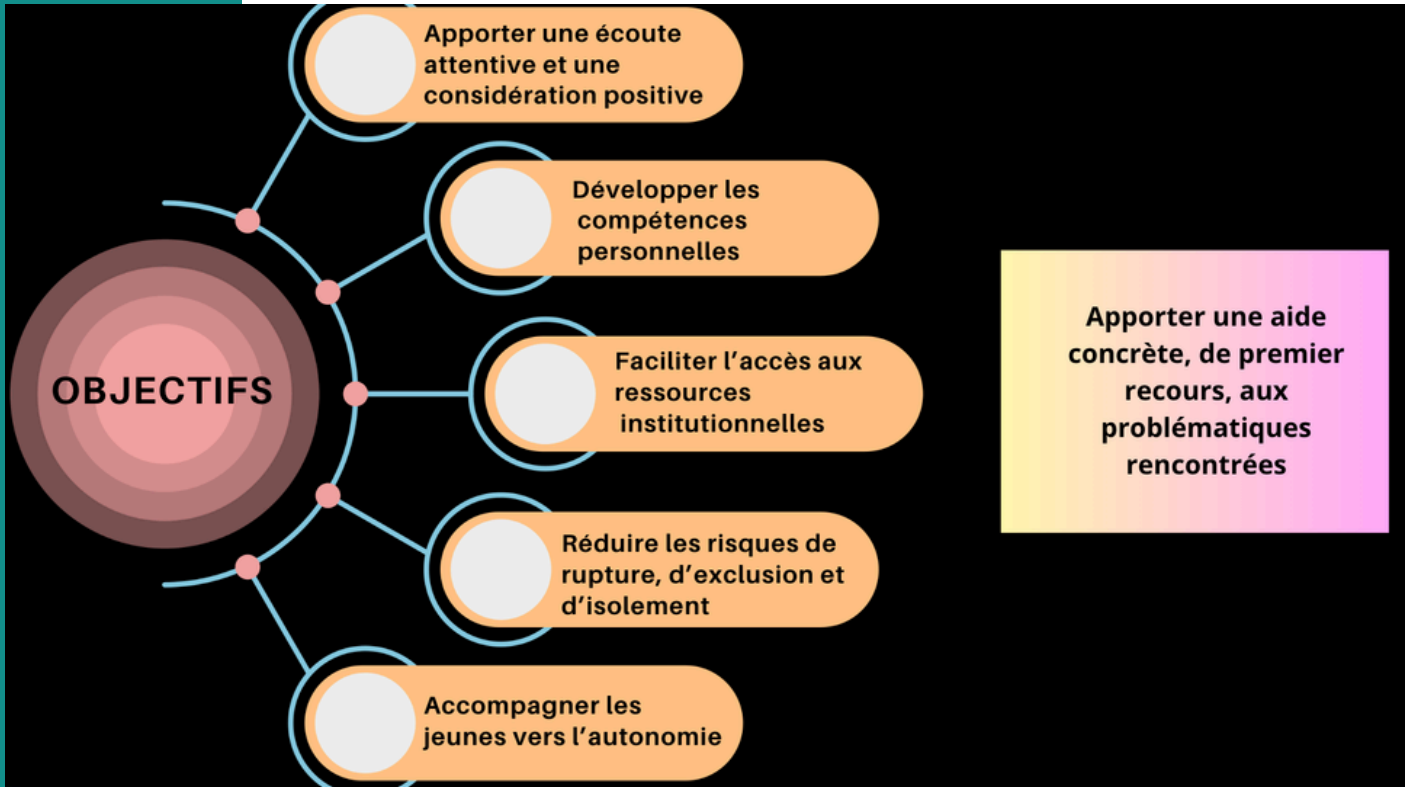 OBJECTIFS
Apporter une écoute
attentive et une
considération positive
Développer les
compétences
personnelles
Faciliter l’accès aux
ressources
institutionnelles
Réduire les risques de
rupture, d’exclusion et
d’isolement
Accompagner les
jeunes vers l’autonomie
Apporter une aide
concrète, de premier
recours, aux
problématiques
rencontrées